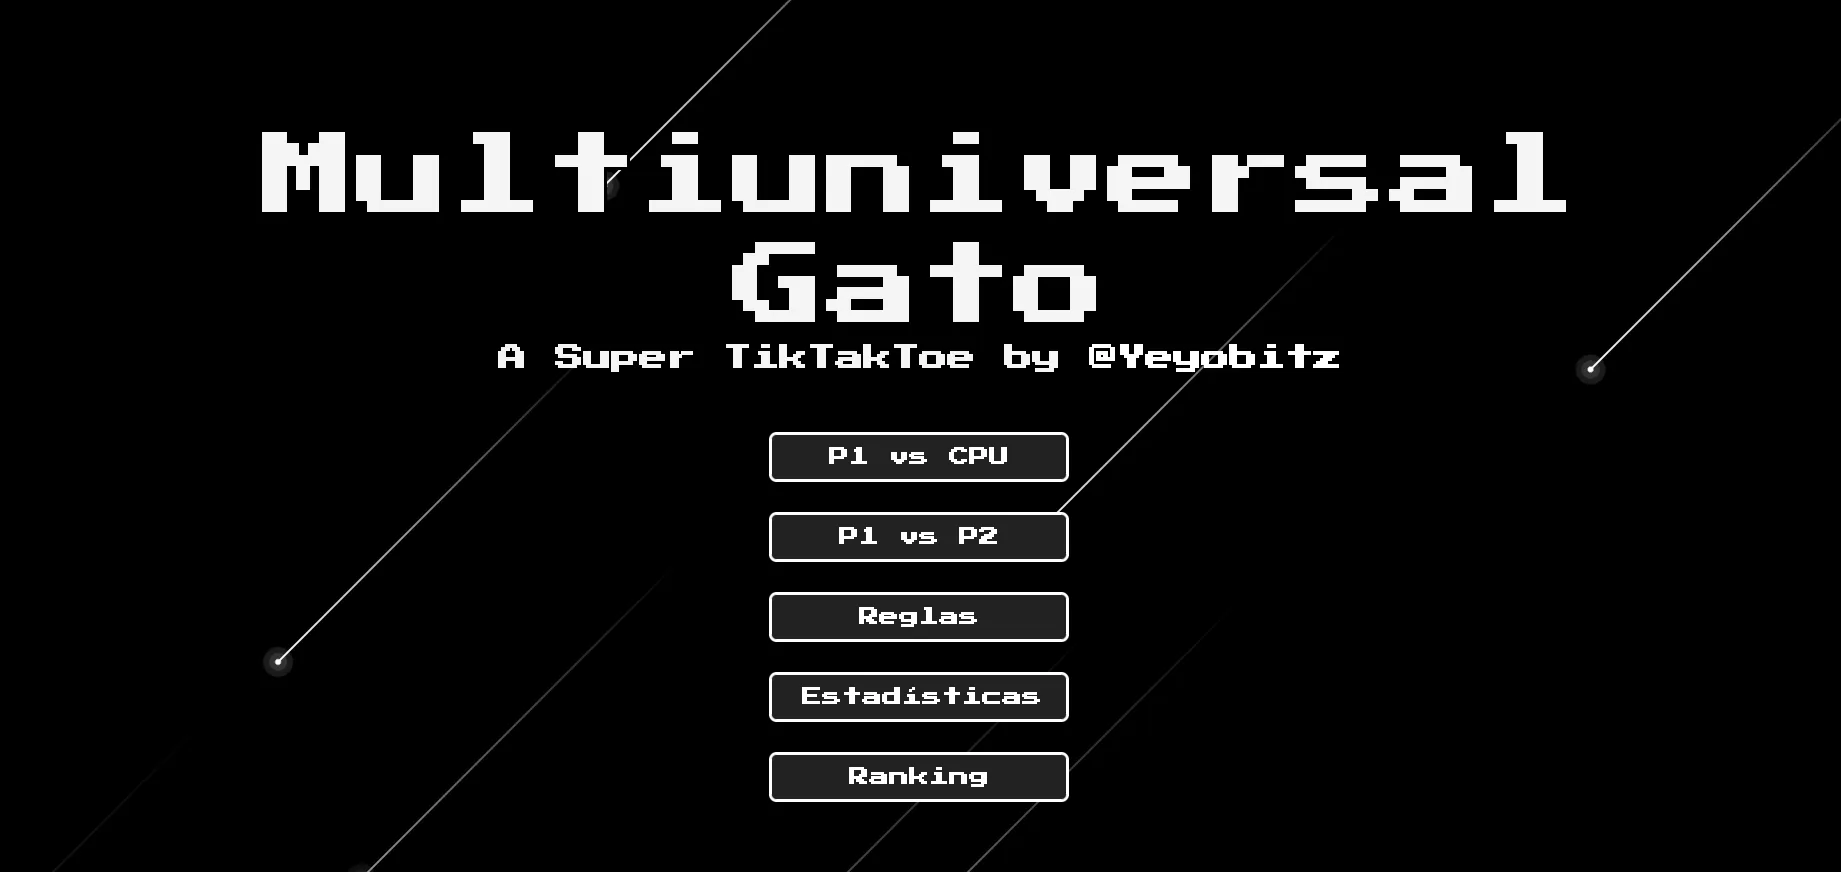 Multiuniversal
Gato
A Super TikTakToe by @Yeyobitz
P1 vs CPU
P1 vs P2
Reglas
Estadísticas
Ranking